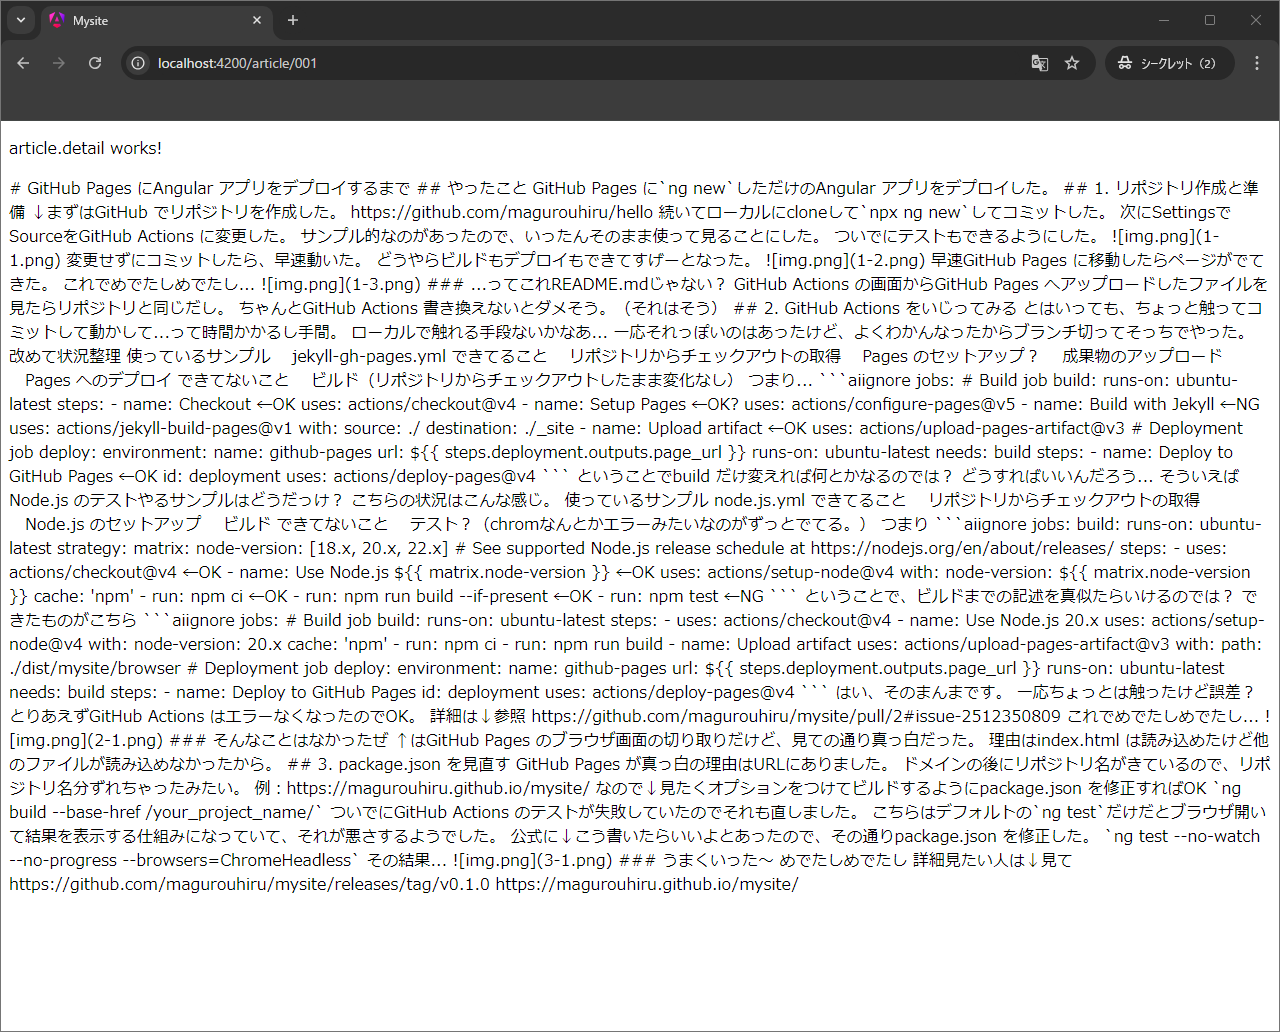 Mysite
localhost:4200/article/001
シークレット（2）
article.detail works!
# GitHub Pages にAngular アプリをデプロイするまで ## やったこと GitHub Pages に`ng new`しただけのAngular アプリをデプロイした。 ## 1. リポジトリ作成と準
備 ↓まずはGitHub でリポジトリを作成した。 https://github.com/magurouhiru/hello 続いてローカルにcloneして`npx ng new`してコミットした。 次にSettingsで
SourceをGitHub Actions に変更した。 サンプル的なのがあったので、いったんそのまま使って見ることにした。 ついでにテストもできるようにした。 ![img.png](1-
1.png) 変更せずにコミットしたら、早速動いた。 どうやらビルドもデプロイもできてすげーとなった。 ![img.png](1-2.png) 早速GitHub Pages に移動したらページがでて
きた。 これでめでたしめでたし... ![img.png](1-3.png) ### ...ってこれREADME.mdじゃない？ GitHub Actions の画面からGitHub Pages へアップロードしたファイルを
見たらリポジトリと同じだし。 ちゃんとGitHub Actions 書き換えないとダメそう。（それはそう） ## 2. GitHub Actions をいじってみる とはいっても、ちょっと触ってコ
ミットして動かして...って時間かかるし手間。 ローカルで触れる手段ないかなあ... 一応それっぽいのはあったけど、よくわかんなったからブランチ切ってそっちでやった。
改めて状況整理 使っているサンプル　 jekyll-gh-pages.yml できてること　 リポジトリからチェックアウトの取得　 Pages のセットアップ？　 成果物のアップロード
　Pages へのデプロイ できてないこと　 ビルド（リポジトリからチェックアウトしたまま変化なし） つまり... ```aiignore jobs: # Build job build: runs-on: ubuntu-
latest steps: - name: Checkout ←OK uses: actions/checkout@v4 - name: Setup Pages ←OK? uses: actions/configure-pages@v5 - name: Build with Jekyll ←NG
uses: actions/jekyll-build-pages@v1 with: source: ./ destination: ./_site - name: Upload artifact ←OK uses: actions/upload-pages-artifact@v3 # Deployment
job deploy: environment: name: github-pages url: ${{ steps.deployment.outputs.page_url }} runs-on: ubuntu-latest needs: build steps: - name: Deploy to
GitHub Pages ←OK id: deployment uses: actions/deploy-pages@v4 ``` ということでbuild だけ変えれば何とかなるのでは？ どうすればいいんだろう... そういえば
Node.js のテストやるサンプルはどうだっけ？ こちらの状況はこんな感じ。 使っているサンプル node.js.yml できてること　 リポジトリからチェックアウトの取得
　Node.js のセットアップ　 ビルド できてないこと　 テスト？（chromなんとかエラーみたいなのがずっとでてる。） つまり ```aiignore jobs: build: runs-on: ubuntu-
latest strategy: matrix: node-version: [18.x, 20.x, 22.x] # See supported Node.js release schedule at https://nodejs.org/en/about/releases/ steps: - uses:
actions/checkout@v4 ←OK - name: Use Node.js ${{ matrix.node-version }} ←OK uses: actions/setup-node@v4 with: node-version: ${{ matrix.node-version
}} cache: 'npm' - run: npm ci ←OK - run: npm run build --if-present ←OK - run: npm test ←NG ``` ということで、ビルドまでの記述を真似たらいけるのでは？ で
きたものがこちら ```aiignore jobs: # Build job build: runs-on: ubuntu-latest steps: - uses: actions/checkout@v4 - name: Use Node.js 20.x uses: actions/setup-
node@v4 with: node-version: 20.x cache: 'npm' - run: npm ci - run: npm run build - name: Upload artifact uses: actions/upload-pages-artifact@v3 with: path:
./dist/mysite/browser # Deployment job deploy: environment: name: github-pages url: ${{ steps.deployment.outputs.page_url }} runs-on: ubuntu-latest
needs: build steps: - name: Deploy to GitHub Pages id: deployment uses: actions/deploy-pages@v4 ``` はい、そのまんまです。 一応ちょっとは触ったけど誤差？
とりあえずGitHub Actions はエラーなくなったのでOK。 詳細は↓参照 https://github.com/magurouhiru/mysite/pull/2#issue-2512350809 これでめでたしめでたし... !
[img.png](2-1.png) ### そんなことはなかったぜ ↑はGitHub Pages のブラウザ画面の切り取りだけど、見ての通り真っ白だった。 理由はindex.html は読み込めたけど他
のファイルが読み込めなかったから。 ## 3. package.json を見直す GitHub Pages が真っ白の理由はURLにありました。 ドメインの後にリポジトリ名がきているので、リポ
ジトリ名分ずれちゃったみたい。 例：https://magurouhiru.github.io/mysite/ なので↓見たくオプションをつけてビルドするようにpackage.json を修正すればOK `ng
build --base-href /your_project_name/` ついでにGitHub Actions のテストが失敗していたのでそれも直しました。 こちらはデフォルトの`ng test`だけだとブラウザ開い
て結果を表示する仕組みになっていて、それが悪さするようでした。 公式に↓こう書いたらいいよとあったので、その通りpackage.json を修正した。 `ng test --no-watch
--no-progress --browsers=ChromeHeadless` その結果... ![img.png](3-1.png) ### うまくいった～ めでたしめでたし 詳細見たい人は↓見て
https://github.com/magurouhiru/mysite/releases/tag/v0.1.0 https://magurouhiru.github.io/mysite/